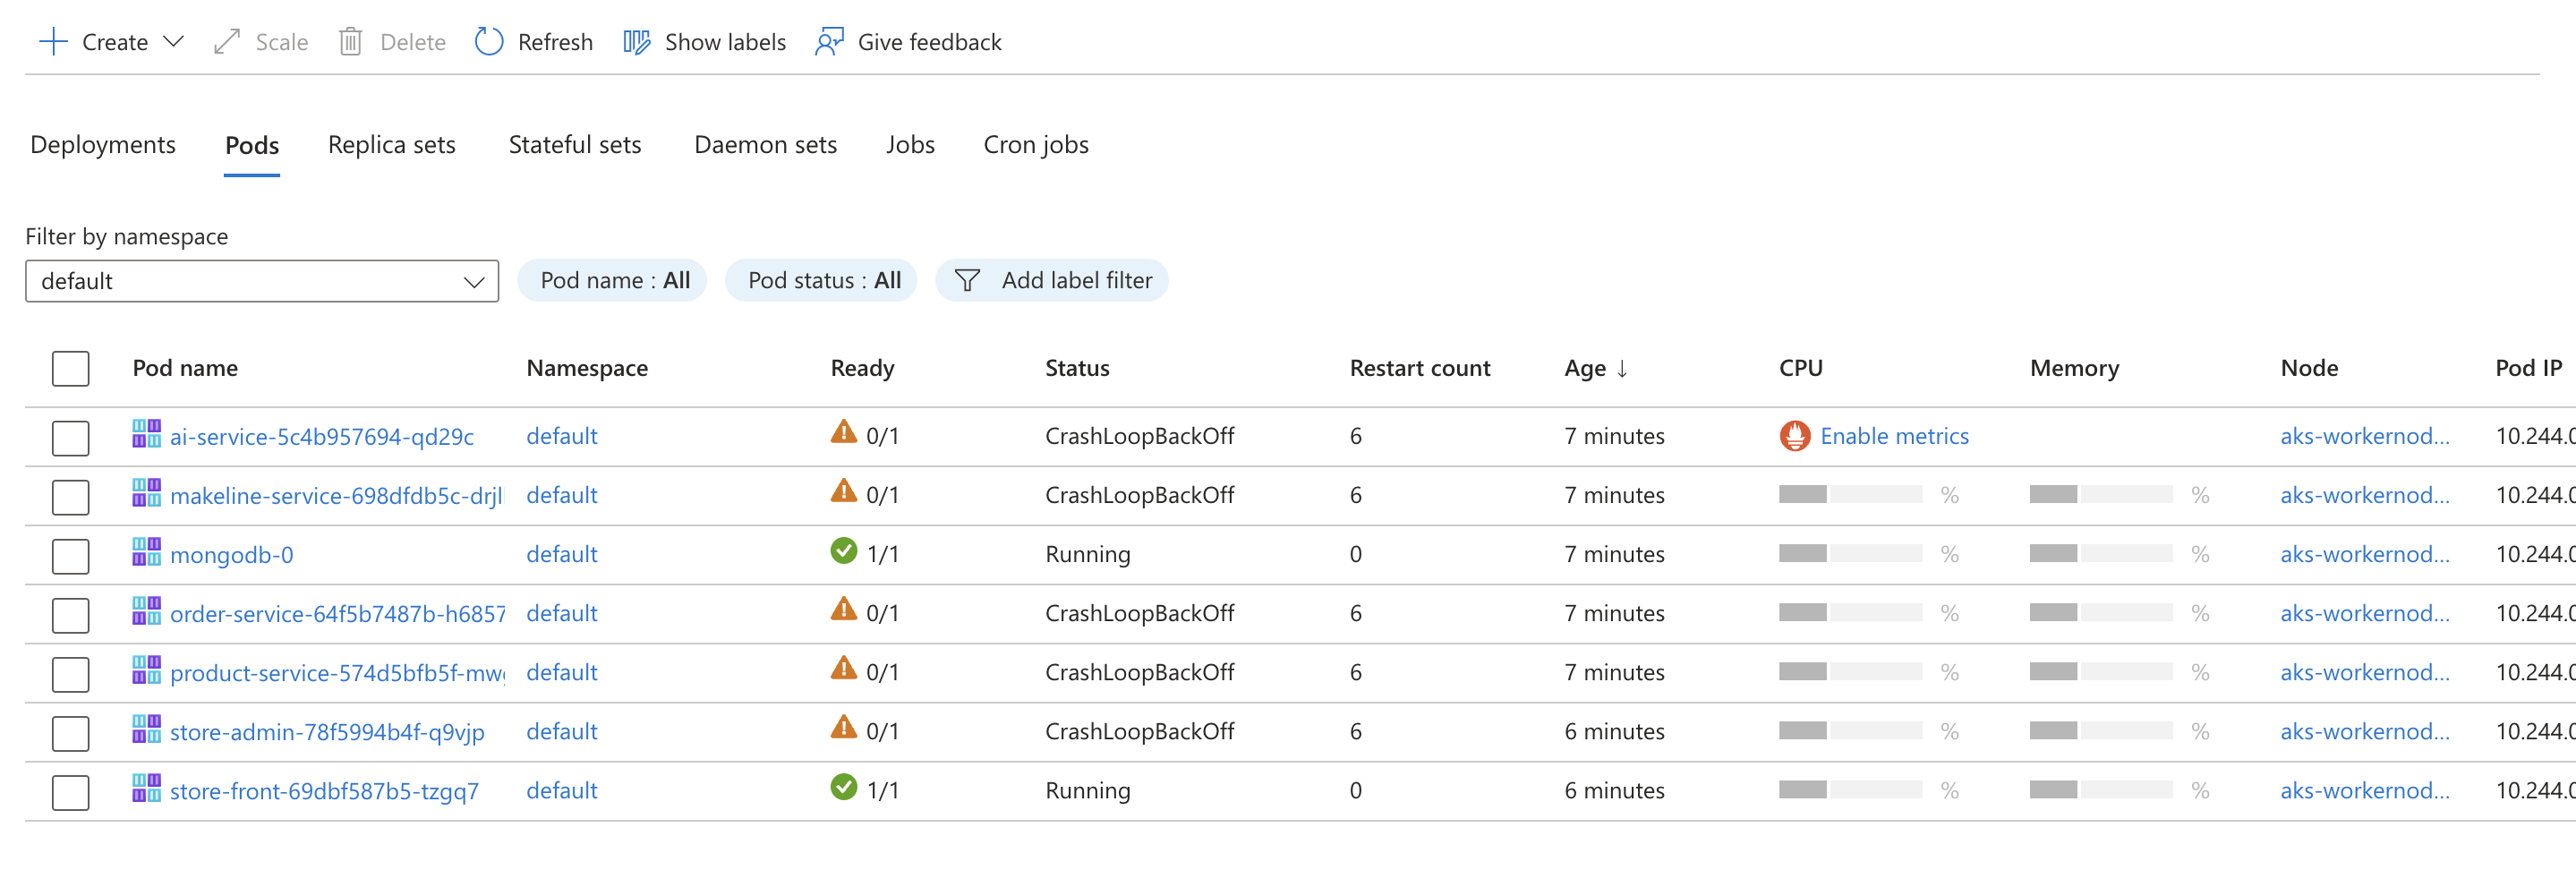 Create Scale Delete Refresh Show labels Give feedback
Deployments Pods Replica sets Stateful sets Daemon sets Jobs Cron jobs
Filter by namespace
default Pod name : All Pod status : All Add label filter
Pod name Namespace Ready Status Restart count Age ↓ CPU Memory Node Pod IP
ai-service-5c4b957694-qd29c default 0/1 CrashLoopBackOff 6 7 minutes Enable metrics aks-workernod... 10.244.0
makeline-service-698dfdb5c-drjl default 0/1 CrashLoopBackOff 6 7 minutes % % aks-workernod... 10.244.0
mongodb-0 default 1/1 Running 0 7 minutes % % aks-workernod... 10.244.0
order-service-64f5b7487b-h6857 default 0/1 CrashLoopBackOff 6 7 minutes % % aks-workernod... 10.244.0
product-service-574d5bfb5f-mw default 0/1 CrashLoopBackOff 6 7 minutes % % aks-workernod... 10.244.0
store-admin-78f5994b4f-q9vjp default 0/1 CrashLoopBackOff 6 6 minutes % % aks-workernod... 10.244.0
store-front-69dbf587b5-tzgq7 default 1/1 Running 0 6 minutes % % aks-workernod... 10.244.0